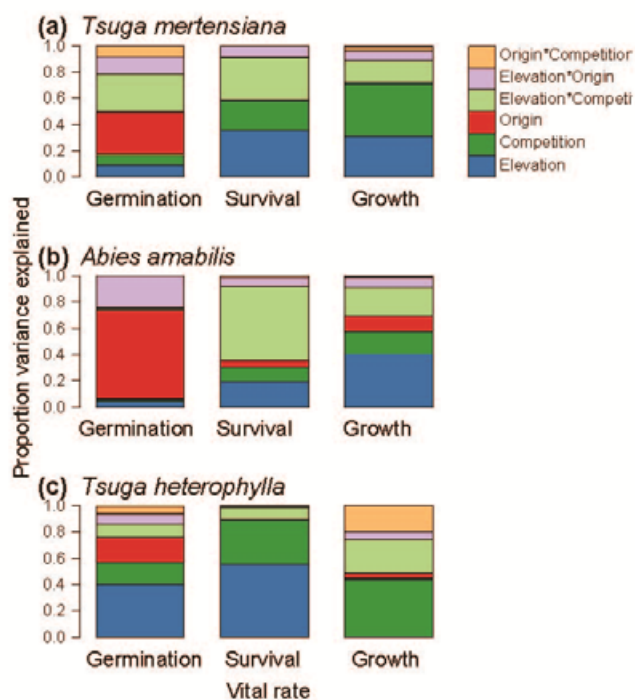 (a) Tsuga mertensiana
1.0
0.8
0.6
0.4
0.2
0.0
Germination Survival Growth
Origin*Competition
Elevation*Origin
Elevation*Competi
Origin
Competition
Elevation
Proportion variance explained
(b) Abies amabilis
1.0
0.8
0.6
0.4
0.2
0.0
Germination Survival Growth
(c) Tsuga heterophylla
1.0
0.8
0.6
0.4
0.2
0.0
Germination Survival Growth
Vital rate